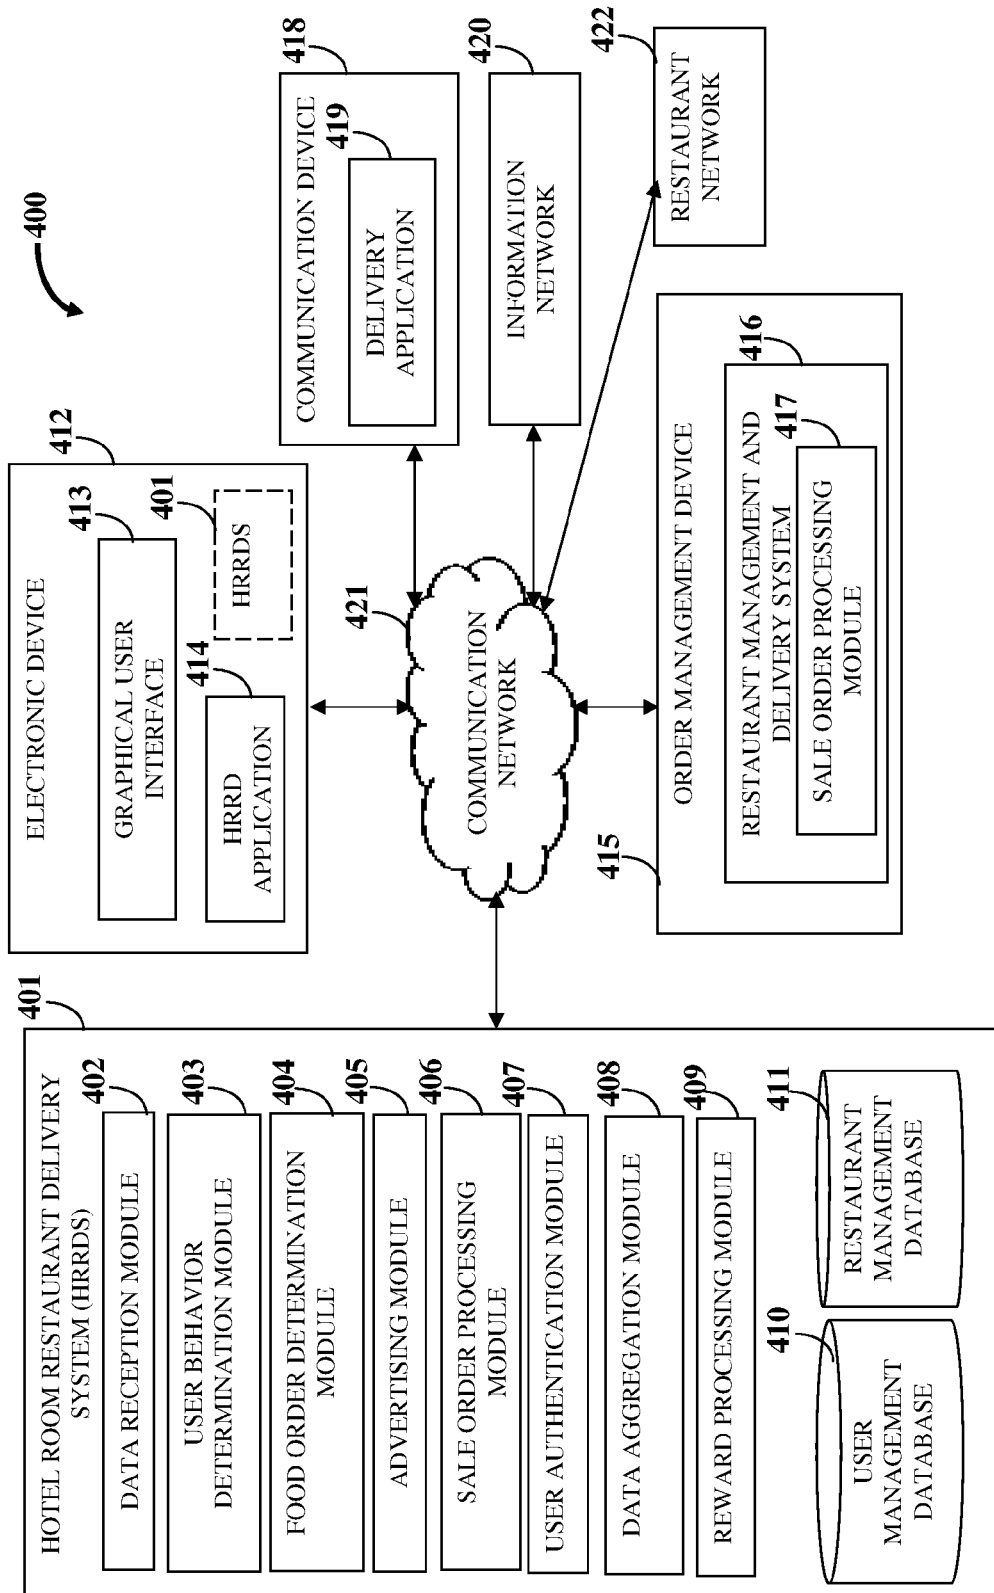 400
401
HOTEL ROOM RESTAURANT DELIVERY
SYSTEM (HRRDS)
402
DATA RECEPTION MODULE
403
USER BEHAVIOR
DETERMINATION MODULE
404
FOOD ORDER DETERMINATION
MODULE
405
ADVERTISING MODULE
406
SALE ORDER PROCESSING
MODULE
407
USER AUTHENTICATION MODULE
408
DATA AGGREGATION MODULE
409
REWARD PROCESSING MODULE
410
USER
MANAGEMENT
DATABASE
411
RESTAURANT
MANAGEMENT
DATABASE
412
ELECTRONIC DEVICE
413
GRAPHICAL USER
INTERFACE
414
HRRD
APPLICATION
401
HRRDS
421
COMMUNICATION
NETWORK
415
ORDER MANAGEMENT DEVICE
416
RESTAURANT MANAGEMENT AND
DELIVERY SYSTEM
417
SALE ORDER PROCESSING
MODULE
418
COMMUNICATION DEVICE
419
DELIVERY
APPLICATION
420
INFORMATION
NETWORK
422
RESTAURANT
NETWORK